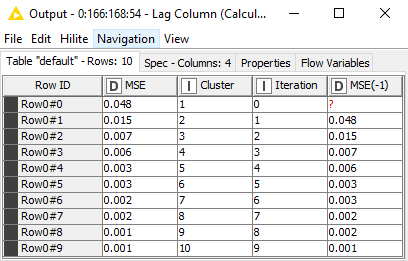 Output - 0:166:168:54 - Lag Column (Calcul...
File Edit Hilite Navigation View
Table "default" - Rows: 10 Spec - Columns: 4 Properties Flow Variables
Row ID D MSE I Cluster I Iteration D MSE(-1)
Row0#0 0.048 1 0 ?
Row0#1 0.015 2 1 0.048
Row0#2 0.007 3 2 0.015
Row0#3 0.006 4 3 0.007
Row0#4 0.003 5 4 0.006
Row0#5 0.003 6 5 0.003
Row0#6 0.002 7 6 0.003
Row0#7 0.002 8 7 0.002
Row0#8 0.001 9 8 0.002
Row0#9 0.001 10 9 0.001